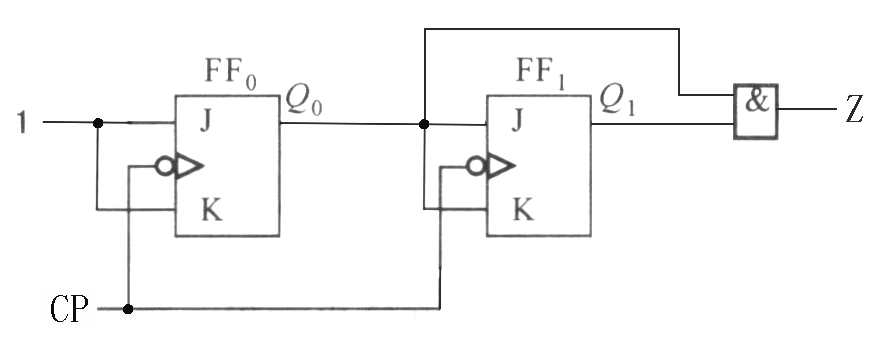 FF₀ FF₁
Q₀ Q₁ & Z
1 J J
K K
CP